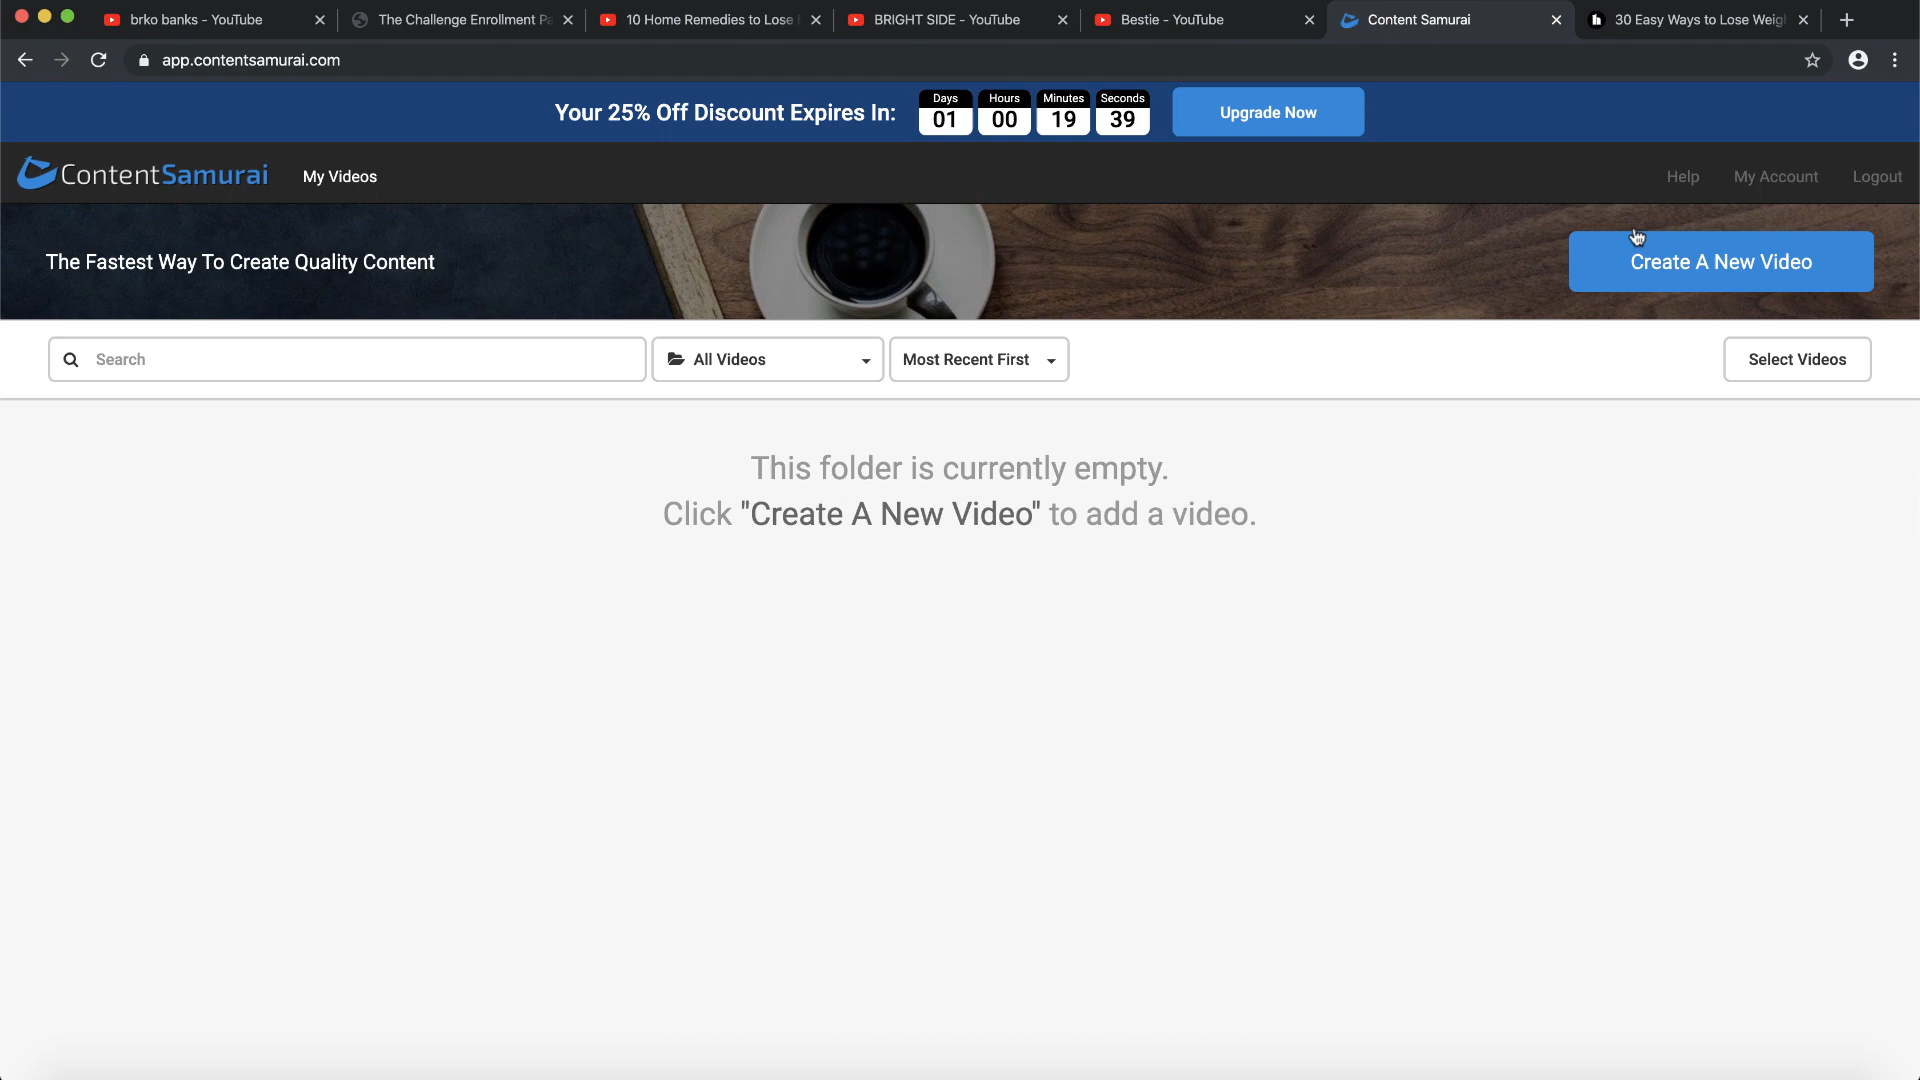 brko banks - YouTube
The Challenge Enrollment Pa
10 Home Remedies to Lose
BRIGHT SIDE - YouTube
Bestie - YouTube
Content Samurai
30 Easy Ways to Lose Weig
app.contentsamurai.com
Your 25% Off Discount Expires In:
Days Hours Minutes Seconds
01 00 19 39
Upgrade Now
ContentSamurai
My Videos
Help
My Account
Logout
The Fastest Way To Create Quality Content
Create A New Video
Search
All Videos
Most Recent First
Select Videos
This folder is currently empty.
Click "Create A New Video" to add a video.